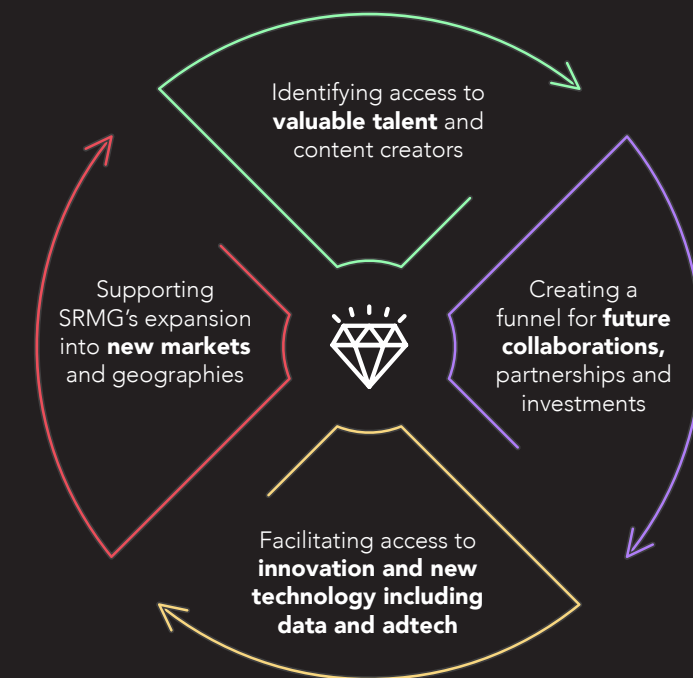 Identifying access to
valuable talent and
content creators
Creating a
funnel for future
collaborations,
partnerships and
investments
Facilitating access to
innovation and new
technology including
data and adtech
Supporting
SRMG’s expansion
into new markets
and geographies